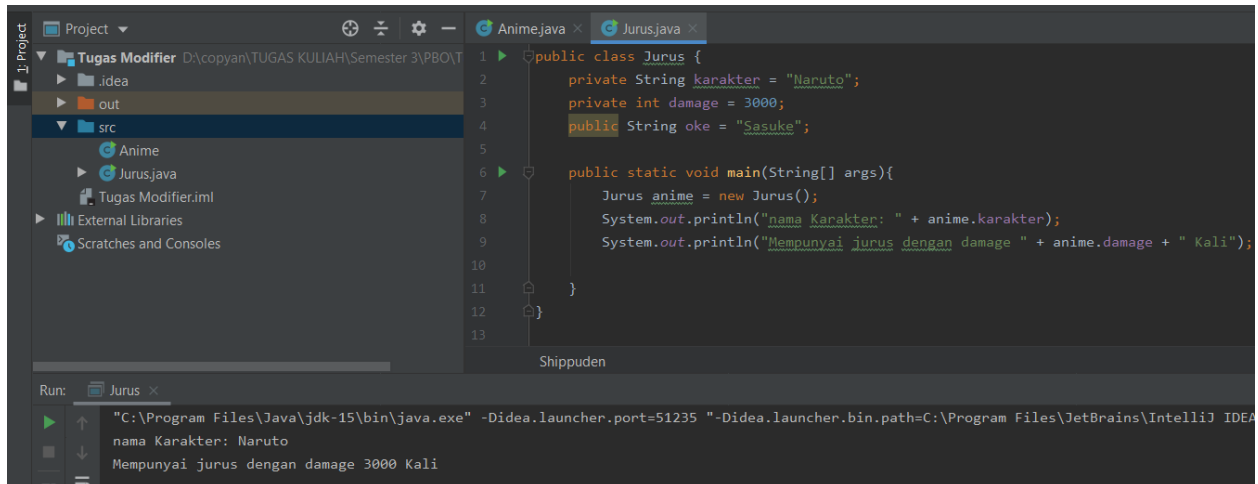 1: Project
Project
Tugas Modifier D:\copyan\TUGAS KULIAH\Semester 3\PBO\T
.idea
out
src
Anime
Jurus.java
Tugas Modifier.iml
External Libraries
Scratches and Consoles
Anime.java
Jurus.java
1 public class Jurus {
2 private String karakter = "Naruto";
3 private int damage = 3000;
4 public String oke = "Sasuke";
5
6 public static void main(String[] args){
7 Jurus anime = new Jurus();
8 System.out.println("nama Karakter: " + anime.karakter);
9 System.out.println("Mempunyai jurus dengan damage " + anime.damage + " Kali");
10
11 }
12 }
13
Shippuden
Run: Jurus
"C:\Program Files\Java\jdk-15\bin\java.exe" -Didea.launcher.port=51235 "-Didea.launcher.bin.path=C:\Program Files\JetBrains\IntelliJ IDEA
nama Karakter: Naruto
Mempunyai jurus dengan damage 3000 Kali